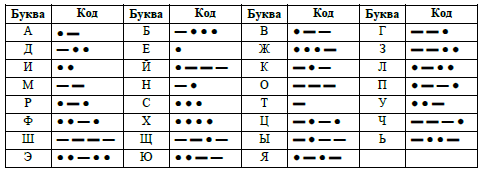 Буква Код Буква Код Буква Код Буква Код
А ●▬ Б ▬●●● В ●▬▬ Г ▬▬●
Д ▬●● Е ● Ж ●●●▬ З ▬▬●●
И ●● Й ●▬▬▬ К ▬●▬ Л ●▬●●
М ▬▬ Н ▬● О ▬▬▬ П ●▬▬●
Р ●▬● С ●●● Т ▬ У ●●▬
Ф ●●▬● Х ●●●● Ц ▬●▬● Ч ▬▬▬●
Ш ▬▬▬▬ Щ ▬▬●▬ Ы ▬●▬▬ Ь ▬●●▬
Э ●●▬●● Ю ●●▬▬ Я ●▬●▬